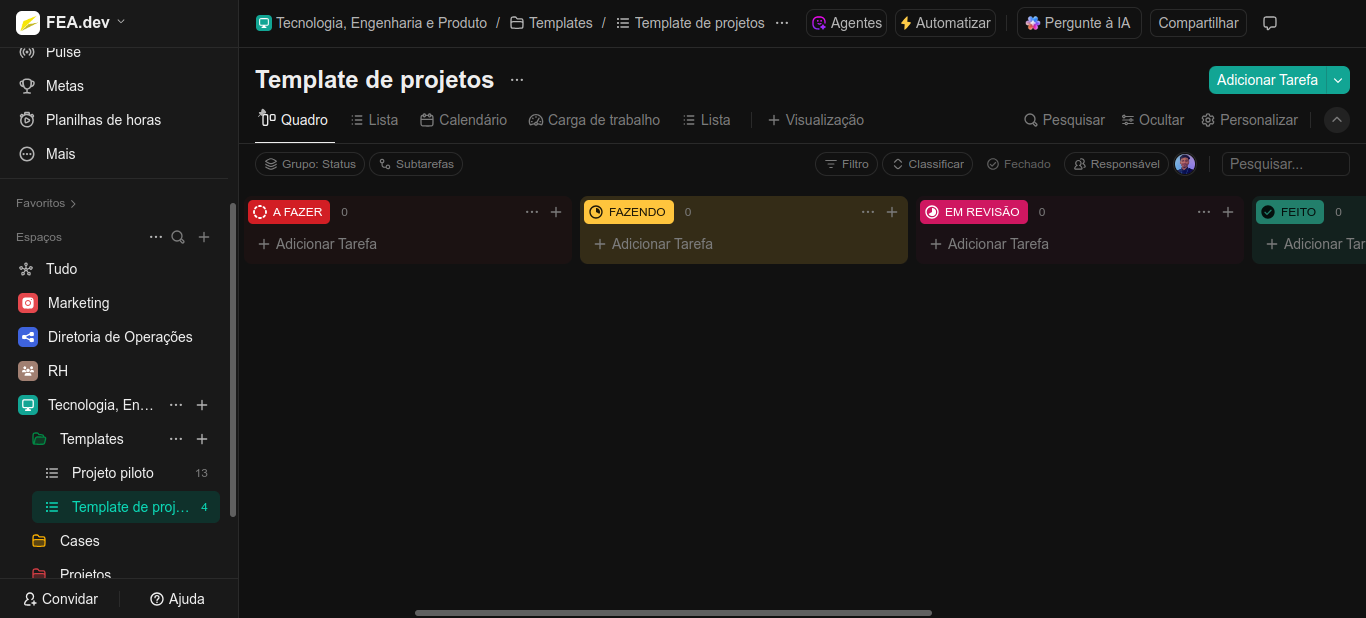 FEA.dev
Pulse
Metas
Planilhas de horas
Mais
Favoritos
Espaços
Tudo
Marketing
Diretoria de Operações
RH
Tecnologia, En...
Templates
Projeto piloto 13
Template de proj... 4
Cases
Projetos
Convidar Ajuda
Tecnologia, Engenharia e Produto / Templates / Template de projetos ... Agentes Automatizar Pergunte à IA Compartilhar
Template de projetos ... Adicionar Tarefa
Quadro Lista Calendário Carga de trabalho Lista + Visualização Pesquisar Ocultar Personalizar
Grupo: Status Subtarefas Filtro Classificar Fechado Responsável Pesquisar...
A FAZER 0 FAZENDO 0 EM REVISÃO 0 FEITO 0
+ Adicionar Tarefa + Adicionar Tarefa + Adicionar Tarefa + Adicionar Tar